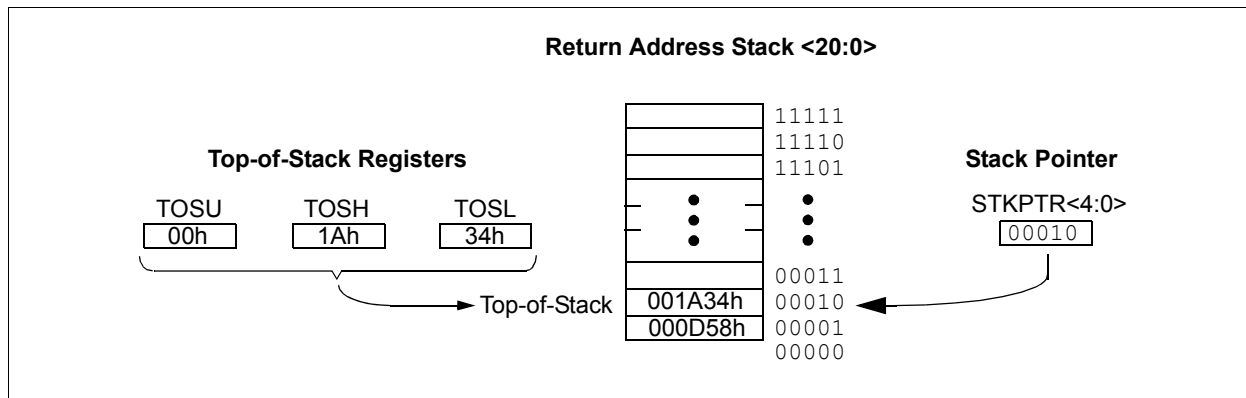 Return Address Stack <20:0>
11111
11110
11101
Top-of-Stack Registers
Stack Pointer
TOSU TOSH TOSL
STKPTR<4:0>
00h 1Ah 34h
00010
00011
Top-of-Stack 001A34h 00010
000D58h 00001
00000